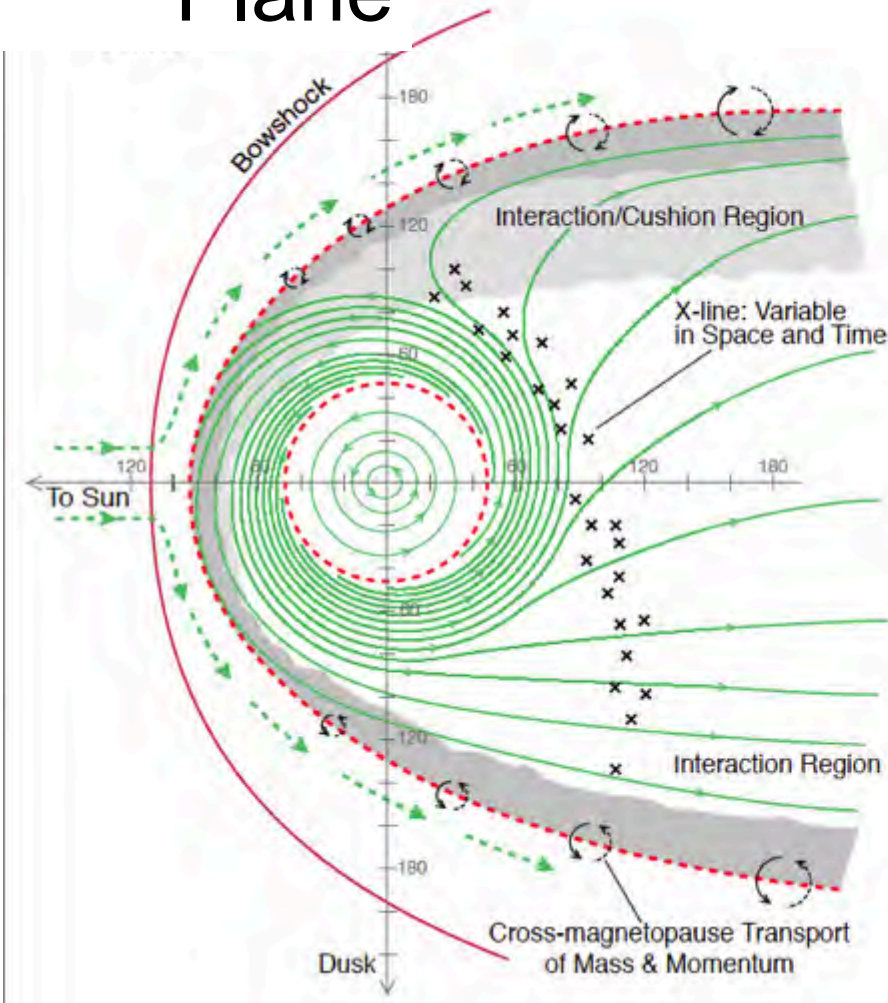 Plane
Bowshock
180
Interaction/Cushion Region
120
X-line: Variable
in Space and Time
60
120
60
60
120
180
To Sun
60
120
Interaction Region
180
Cross-magnetopause Transport
of Mass & Momentum
Dusk